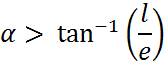 α > tan⁻¹(l/e)